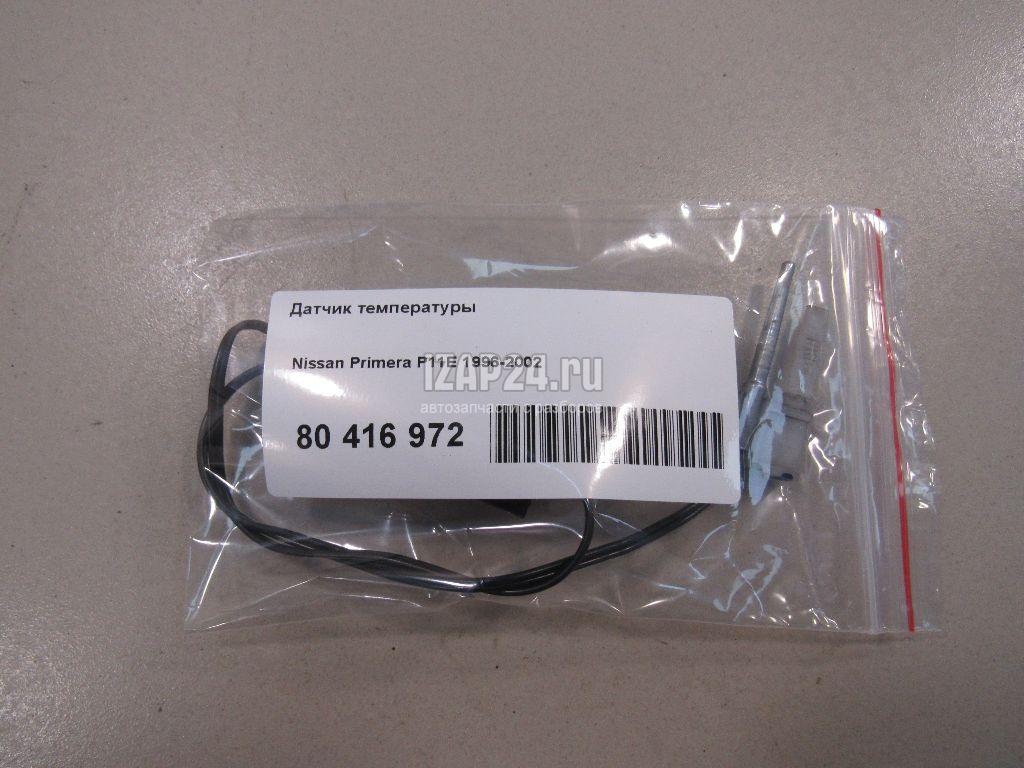 Датчик температуры
Nissan Primera P11E 1996-2002
IZAP24.ru
автозапчасти с разборов
80 416 972